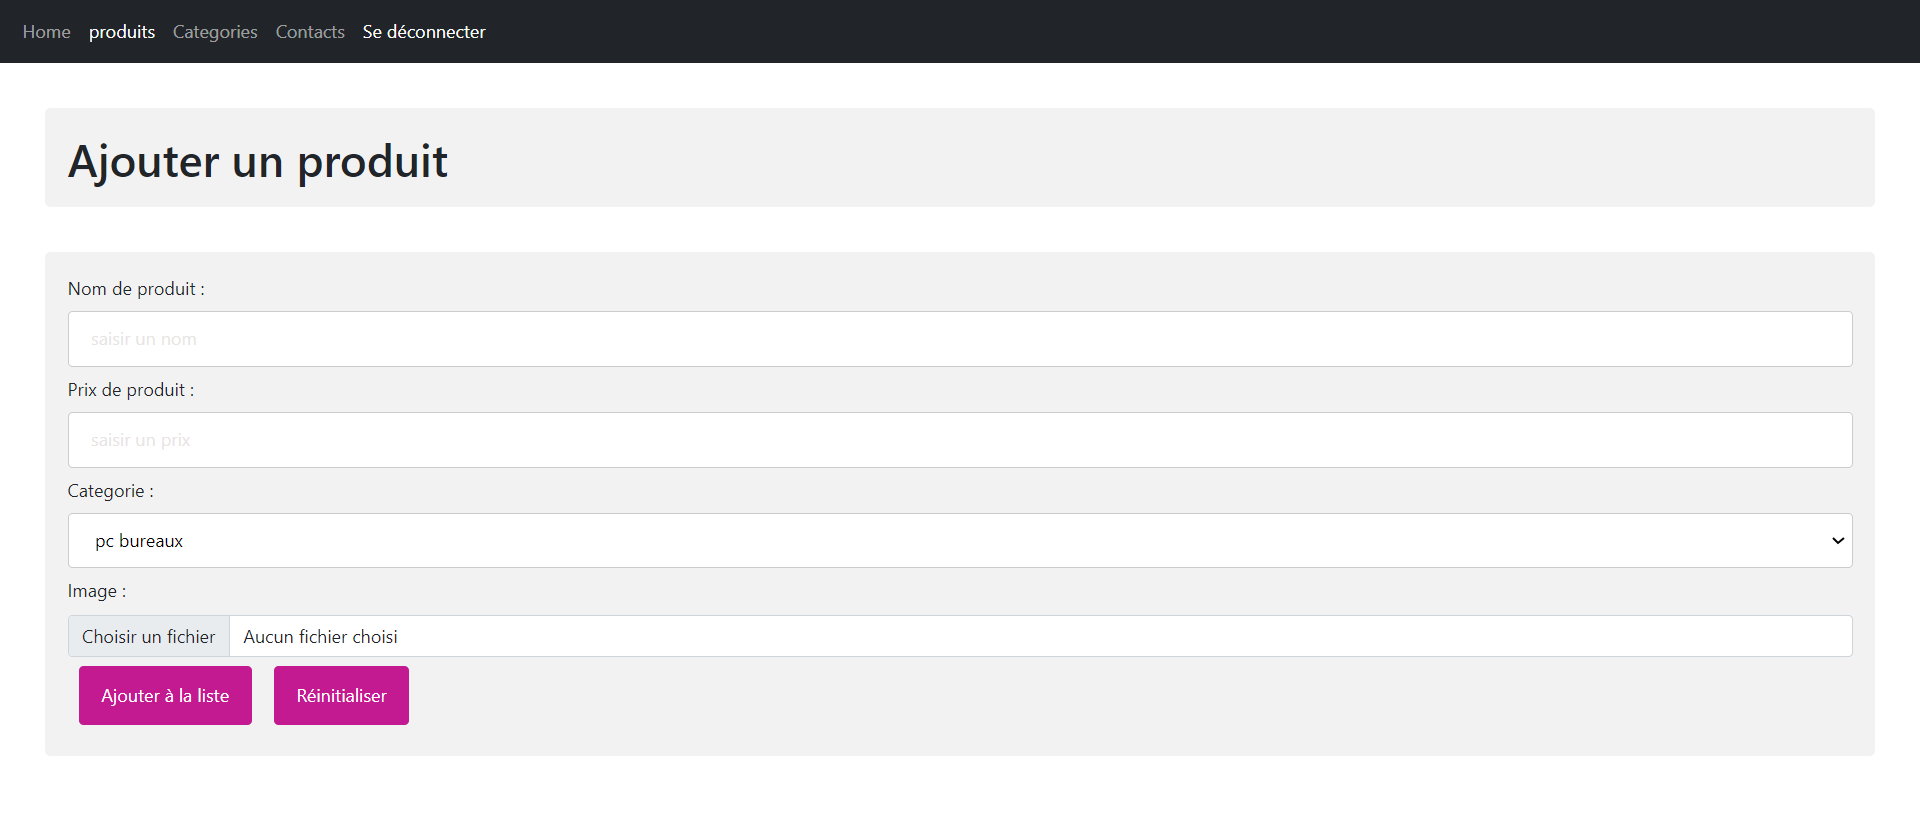 Home produits Categories Contacts Se déconnecter
Ajouter un produit
Nom de produit :
saisir un nom
Prix de produit :
saisir un prix
Categorie :
pc bureaux
Image :
Choisir un fichier Aucun fichier choisi
Ajouter à la liste Réinitialiser